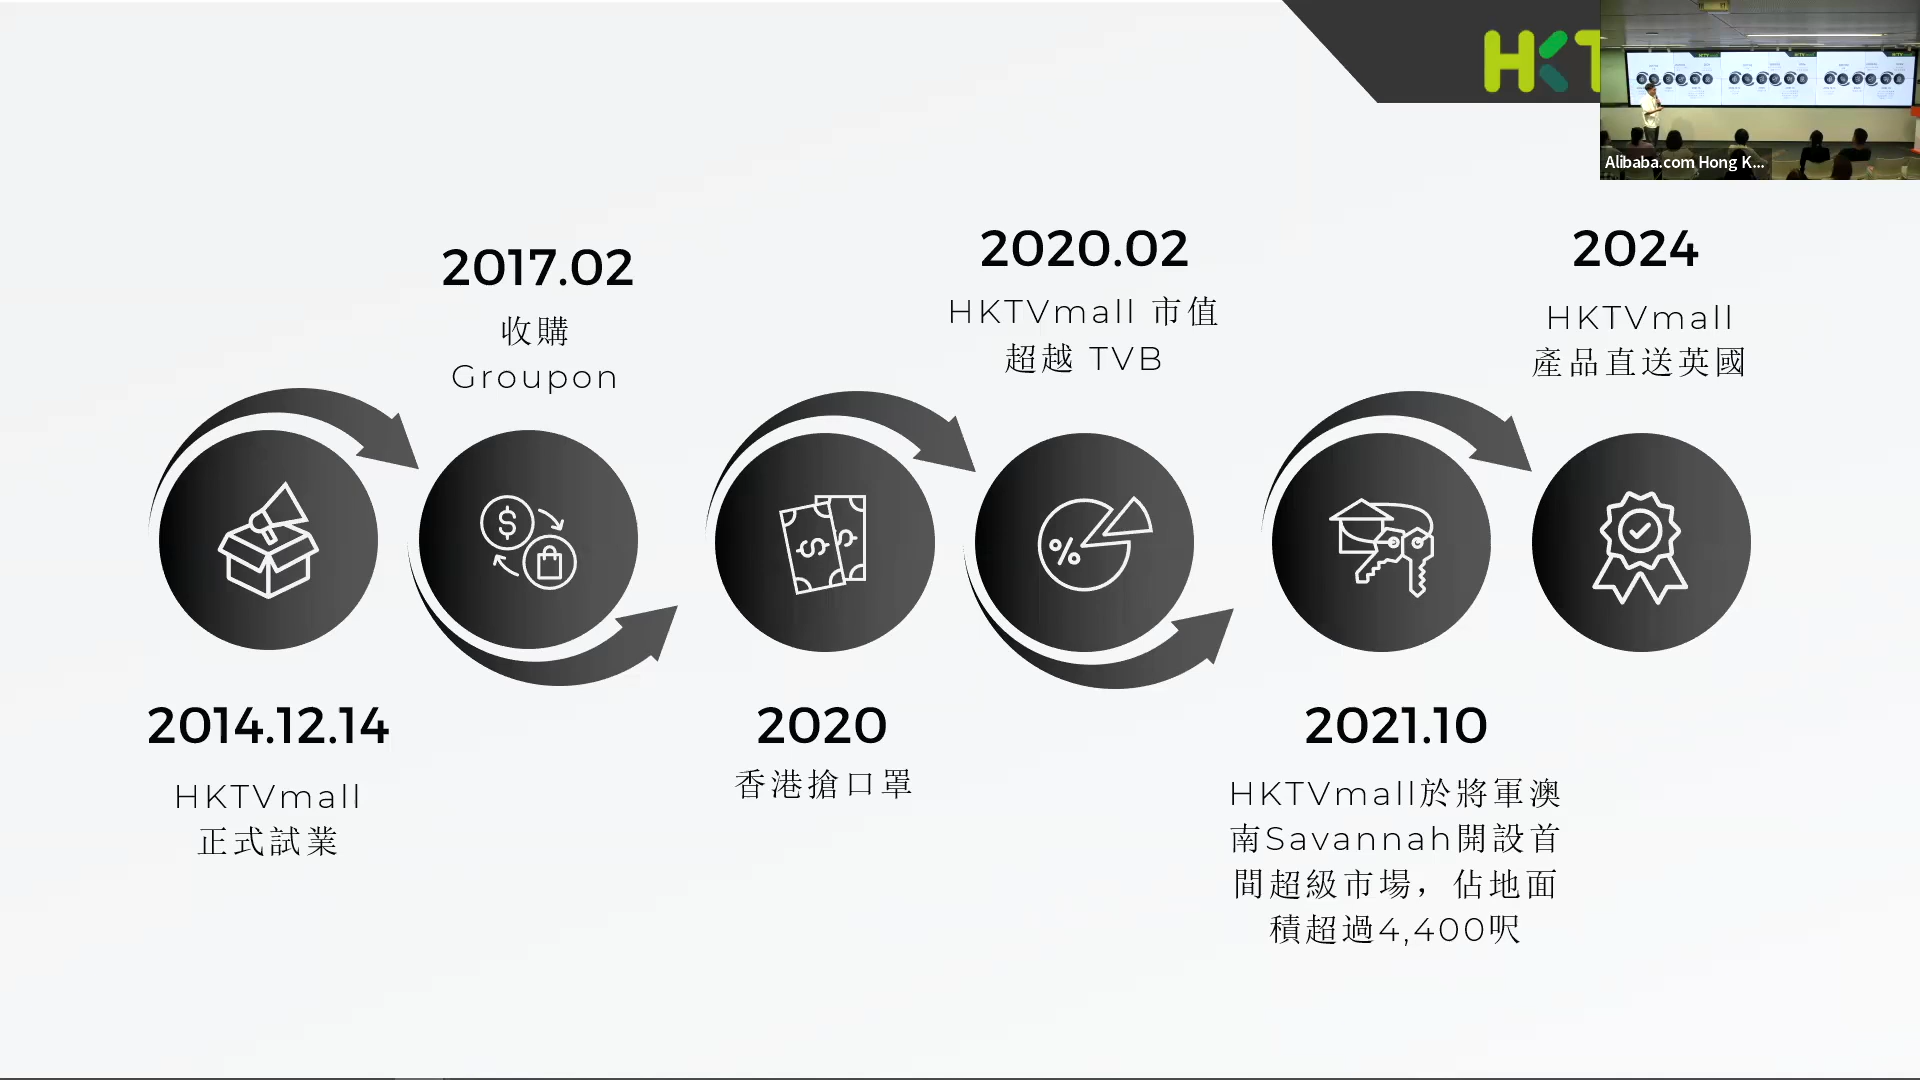 HKT
Alibaba.com Hong K...
2017.02
收購
Groupon
2020.02
HKTVmall 市值
超越 TVB
2024
HKTVmall
產品直送英國
2014.12.14
HKTVmall
正式試業
2020
香港搶口罩
2021.10
HKTVmall於將軍澳
南Savannah開設首
間超級市場，佔地面
積超過4,400呎